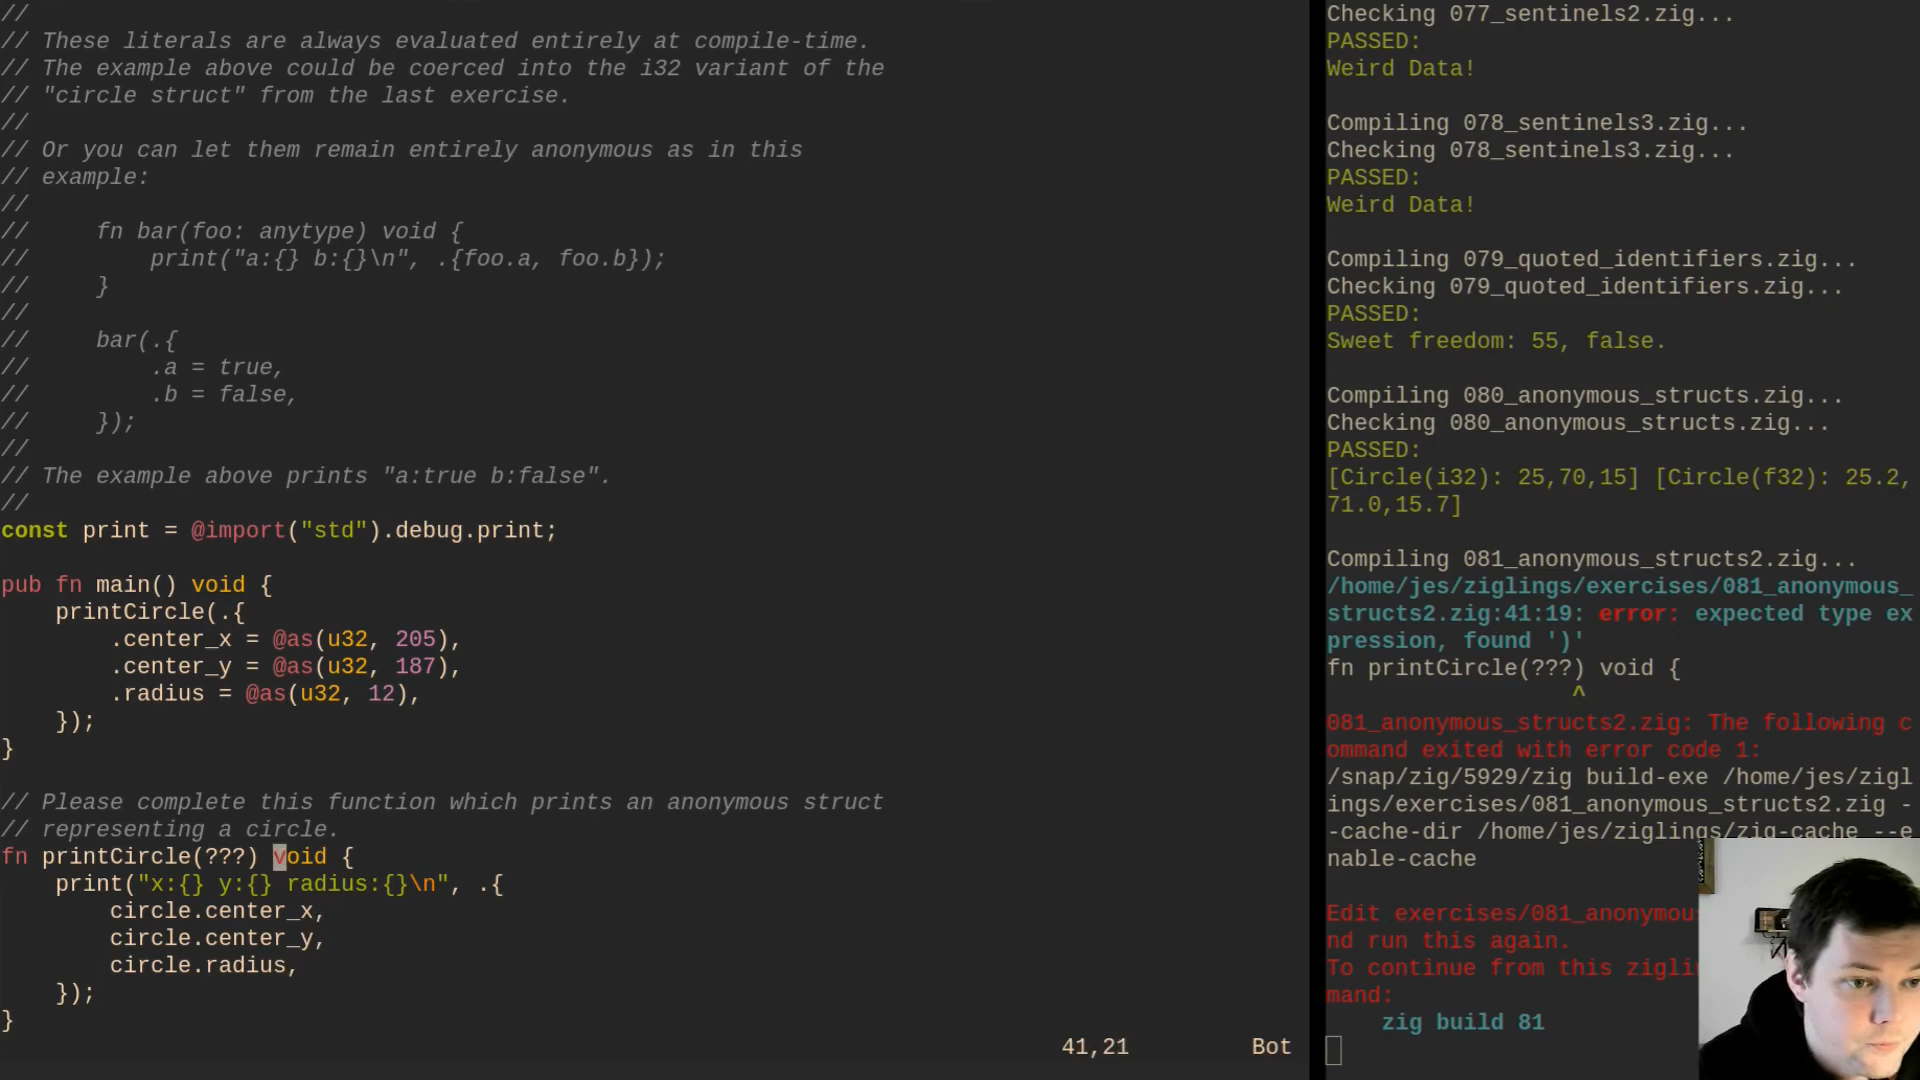 //
// These literals are always evaluated entirely at compile-time.
// The example above could be coerced into the i32 variant of the
// "circle struct" from the last exercise.
//
// Or you can let them remain entirely anonymous as in this
// example:
//
//     fn bar(foo: anytype) void {
//         print("a:{} b:{}\n", .{foo.a, foo.b});
//     }
//
//     bar(.{
//         .a = true,
//         .b = false,
//     });
//
// The example above prints "a:true b:false".
//
const print = @import("std").debug.print;

pub fn main() void {
    printCircle(.{
        .center_x = @as(u32, 205),
        .center_y = @as(u32, 187),
        .radius = @as(u32, 12),
    });
}

// Please complete this function which prints an anonymous struct
// representing a circle.
fn printCircle(???) void {
    print("x:{} y:{} radius:{}\n", .{
        circle.center_x,
        circle.center_y,
        circle.radius,
    });
}
41,21 Bot
Checking 077_sentinels2.zig...
PASSED:
Weird Data!

Compiling 078_sentinels3.zig...
Checking 078_sentinels3.zig...
PASSED:
Weird Data!

Compiling 079_quoted_identifiers.zig...
Checking 079_quoted_identifiers.zig...
PASSED:
Sweet freedom: 55, false.

Compiling 080_anonymous_structs.zig...
Checking 080_anonymous_structs.zig...
PASSED:
[Circle(i32): 25,70,15] [Circle(f32): 25.2,
71.0,15.7]

Compiling 081_anonymous_structs2.zig...
/home/jes/ziglings/exercises/081_anonymous_
structs2.zig:41:19: error: expected type ex
pression, found ')'
fn printCircle(???) void {
                  ^
081_anonymous_structs2.zig: The following c
ommand exited with error code 1:
/snap/zig/5929/zig build-exe /home/jes/zigl
ings/exercises/081_anonymous_structs2.zig -
-cache-dir /home/jes/ziglings/zig-cache --e
nable-cache

Edit exercises/081_anonymou
nd run this again.
To continue from this zigli
mand:
    zig build 81